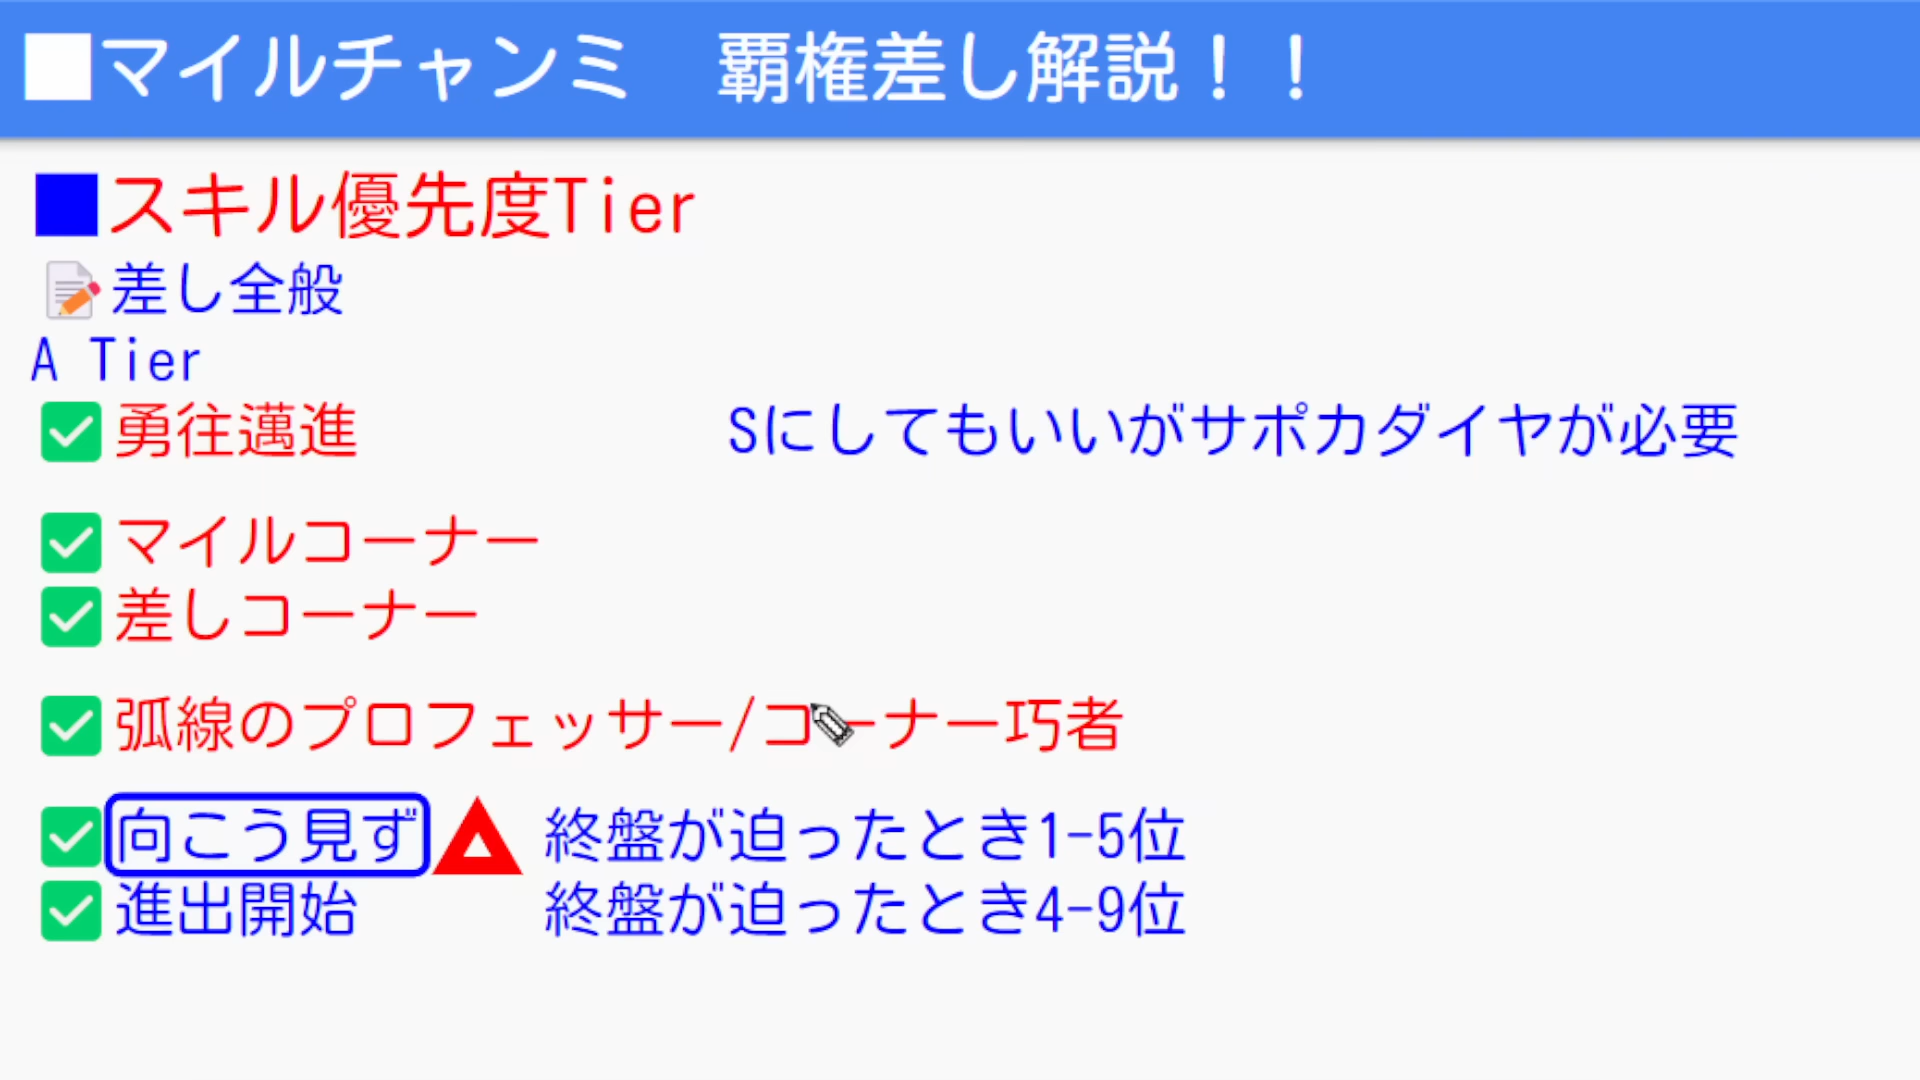 ■マイルチャンミ　覇権差し解説！！
■スキル優先度Tier
📝差し全般
A Tier
✅勇往邁進　SにしてもいいがサポカダイヤがI必要
✅マイルコーナー
✅差しコーナー
✅弧線のプロフェッサー/コーナー巧者
✅向こう見ず　終盤が迫ったとき1-5位
✅進出開始　終盤が迫ったとき4-9位